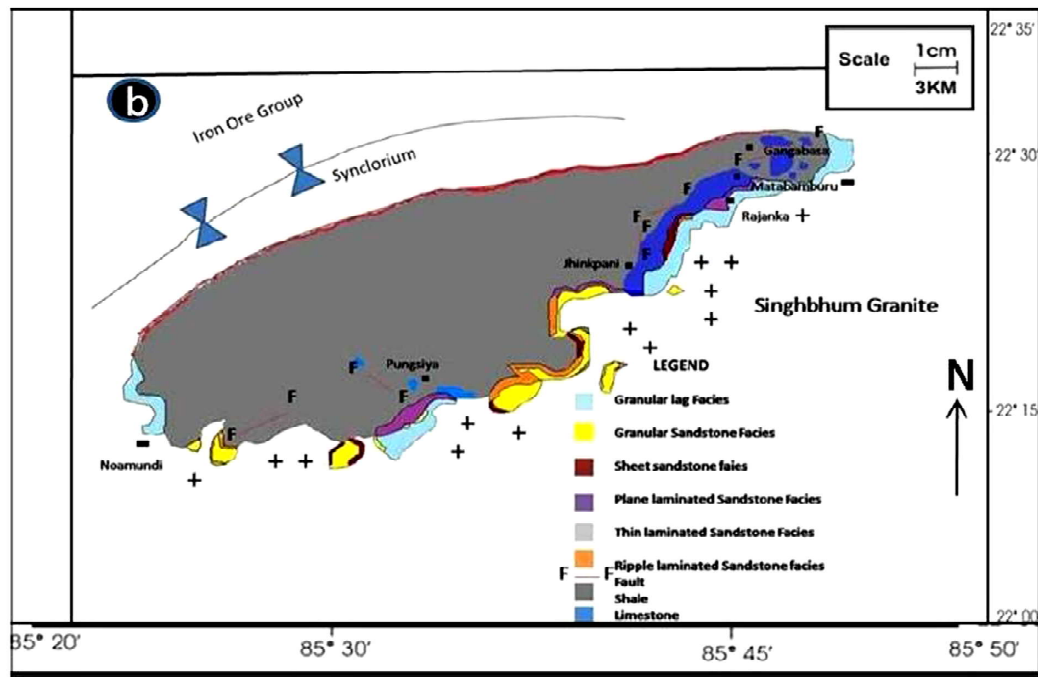 22° 35'
Scale 1cm
3KM
b
Iron Ore Group
Synclorium
F
Gangabasa
22° 30'
F
F
Matabamburu
F
Rajanka
F
F
Jhinkpani
Singhbhum Granite
Pungsiya
F
F
F
F
LEGEND
N
Granular lag Facies
22° 15'
Granular Sandstone Facies
Noamundi
Sheet sandstone faies
Plane laminated Sandstone Facies
Thin laminated Sandstone Facies
Ripple laminated Sandstone facies
F F
Fault
Shale
Limestone
22° 00
85° 20'
85° 30'
85° 45'
85° 50'